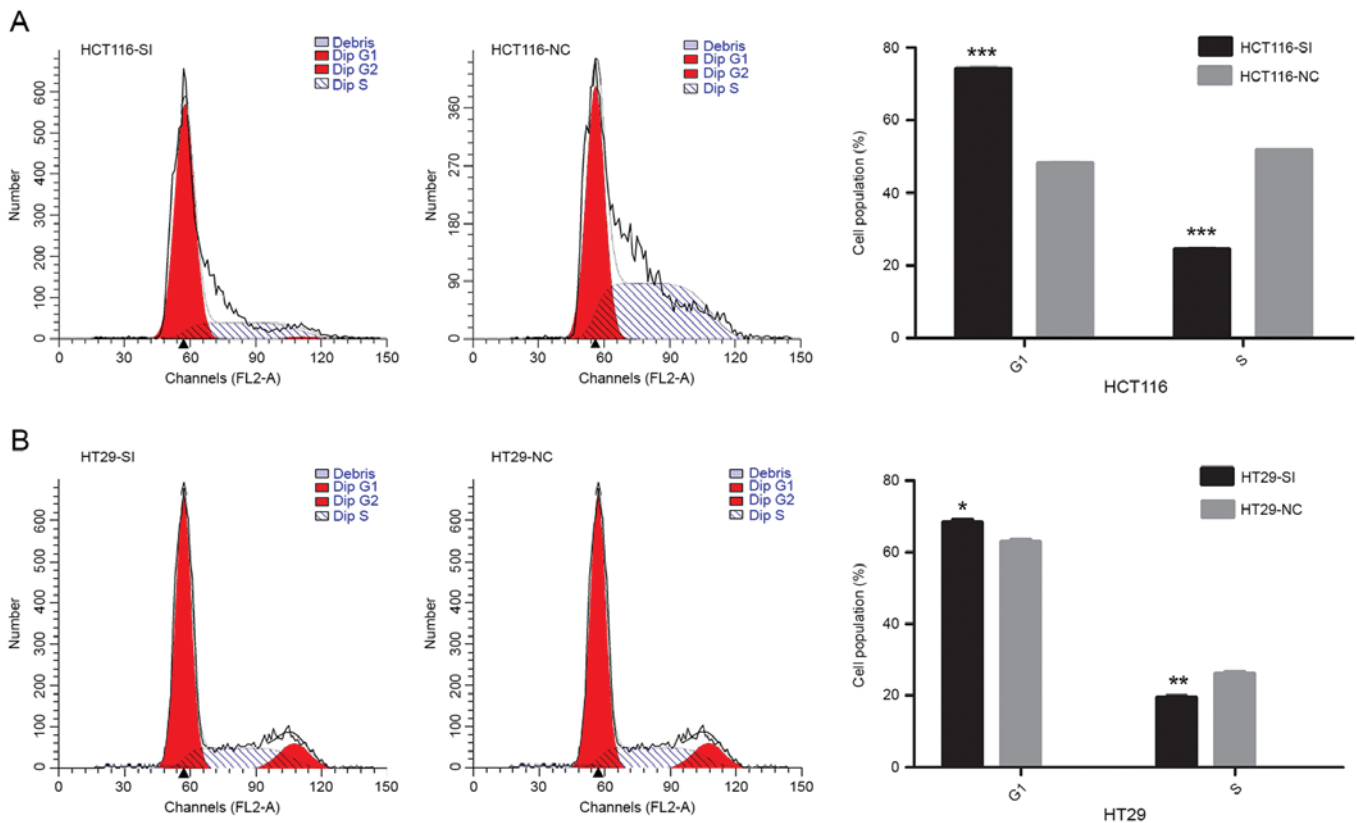 A
HCT116-SI
Debris
Dip G1
Dip G2
Dip S
Number
600
500
400
300
200
100
0
0 30 60 90 120 150
Channels (FL2-A)
HCT116-NC
Debris
Dip G1
Dip G2
Dip S
Number
360
270
180
90
0
0 30 60 90 120 150
Channels (FL2-A)
HCT116-SI
HCT116-NC
Cell population (%)
80
60
40
20
0
***
***
G1 S
HCT116
B
HT29-SI
Debris
Dip G1
Dip G2
Dip S
Number
600
500
400
300
200
100
0
0 30 60 90 120 150
Channels (FL2-A)
HT29-NC
Debris
Dip G1
Dip G2
Dip S
Number
600
500
400
300
200
100
0
0 30 60 90 120 150
Channels (FL2-A)
HT29-SI
HT29-NC
Cell population (%)
80
60
40
20
0
*
**
G1 S
HT29